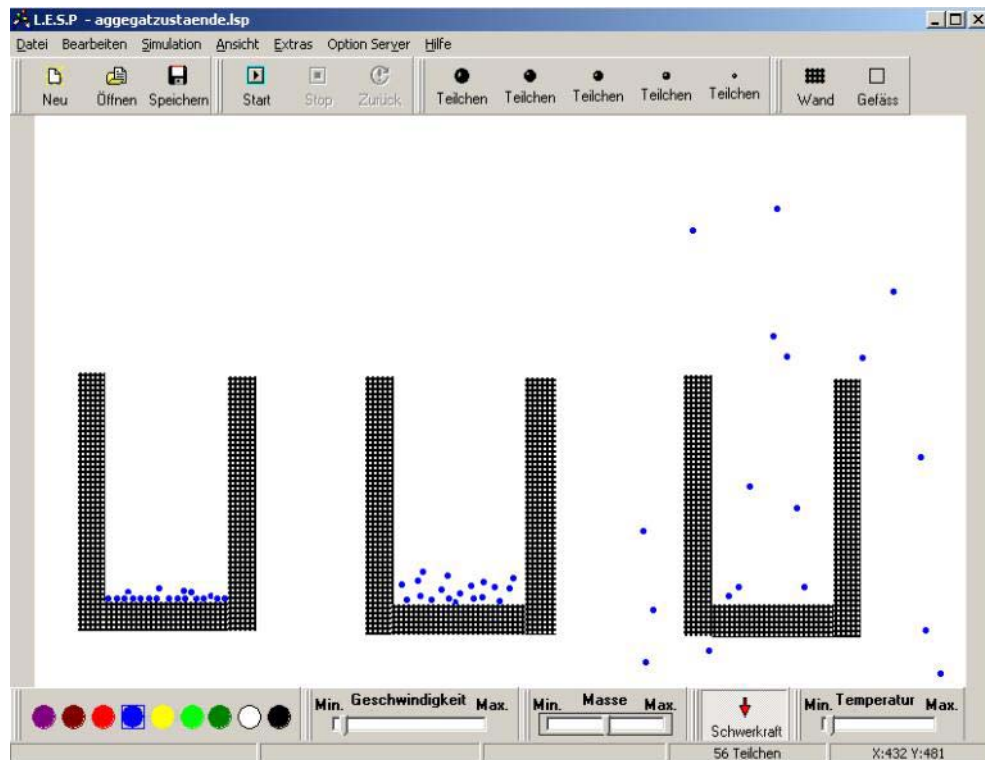 L.E.S.P - aggegatzustaende.lsp
Datei Bearbeiten Simulation Ansicht Extras Option Server Hilfe
Neu Öffnen Speichern Start Stop Zurück Teilchen Teilchen Teilchen Teilchen Teilchen Wand Gefäss
Min. Geschwindigkeit Max. Min. Masse Max. Schwerkraft Min. Temperatur Max.
56 Teilchen X:432 Y:481